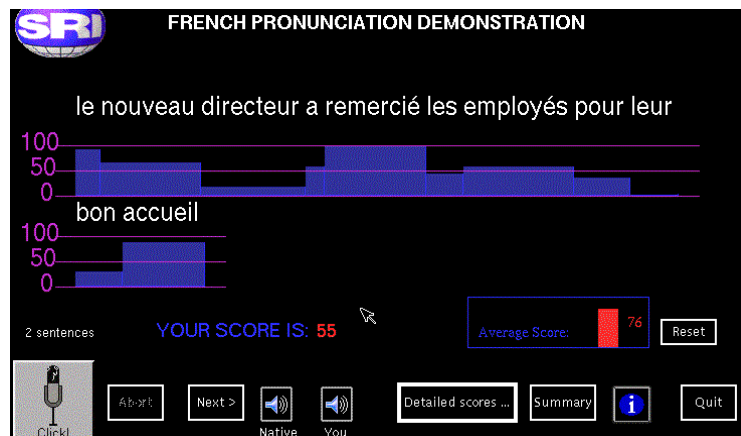 SRI
FRENCH PRONUNCIATION DEMONSTRATION
le nouveau directeur a remercié les employés pour leur
100
50
0
bon accueil
100
50
0
2 sentences YOUR SCORE IS: 55 Average Score: 76 Reset
Abort Next > Detailed scores ... Summary i Quit
Click! Native You